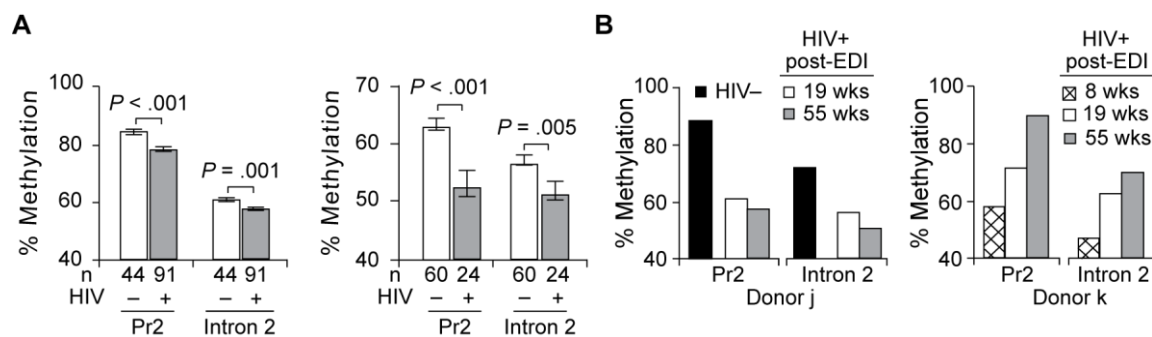 A
% Methylation
100
80
60
40
P < .001
P = .001
n 44 91 44 91
HIV – + – +
Pr2 Intron 2
% Methylation
70
60
50
40
P < .001
P = .005
n 60 24 60 24
HIV – + – +
Pr2 Intron 2
B
% Methylation
100
80
60
40
HIV–
HIV+
post-EDI
19 wks
55 wks
Pr2 Intron 2
Donor j
% Methylation
100
80
60
40
HIV+
post-EDI
8 wks
19 wks
55 wks
Pr2 Intron 2
Donor k